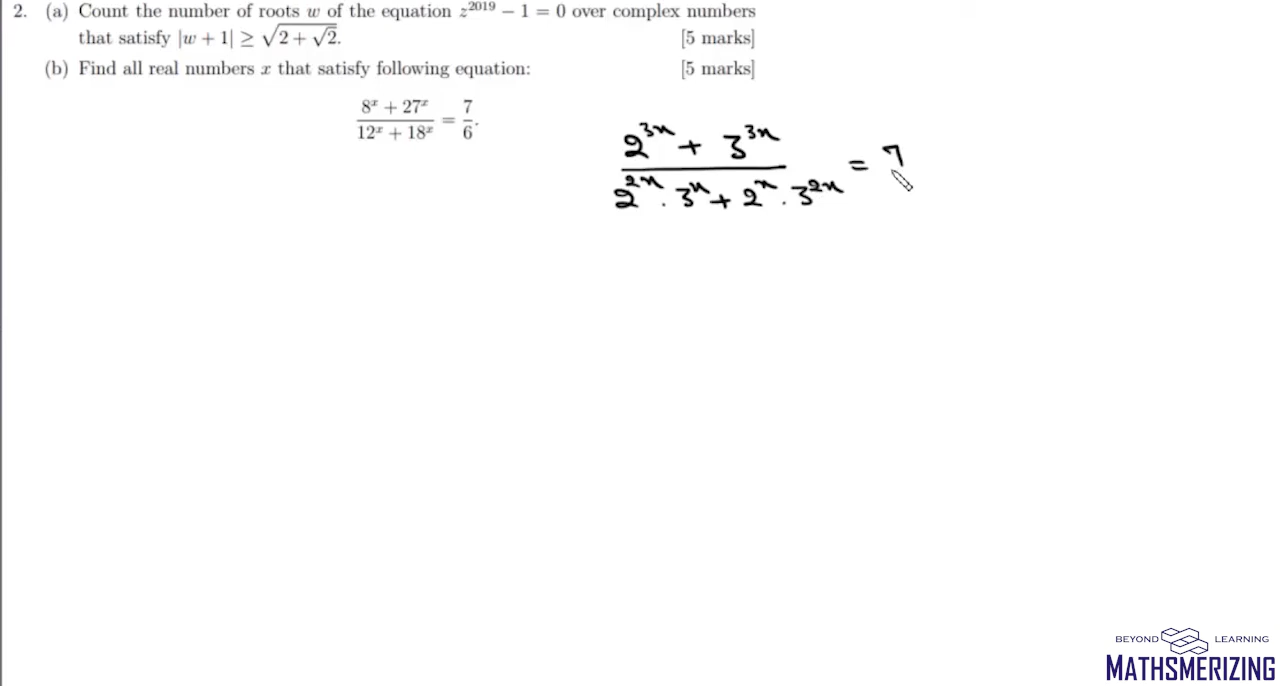 2. (a) Count the number of roots w of the equation z^2019 − 1 = 0 over complex numbers
that satisfy |w + 1| ≥ √(2 + √2). [5 marks]
(b) Find all real numbers x that satisfy following equation: [5 marks]
(8^x + 27^x)/(12^x + 18^x) = 7/6.
(2^3x + 3^3x)/(2^2x . 3^x + 2^x . 3^2x) = 7
BEYOND LEARNING
MATHSMERIZING